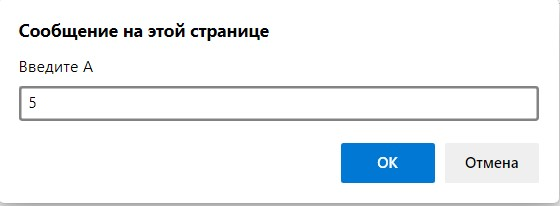 Сообщение на этой странице
Введите А
5
ОК
Отмена